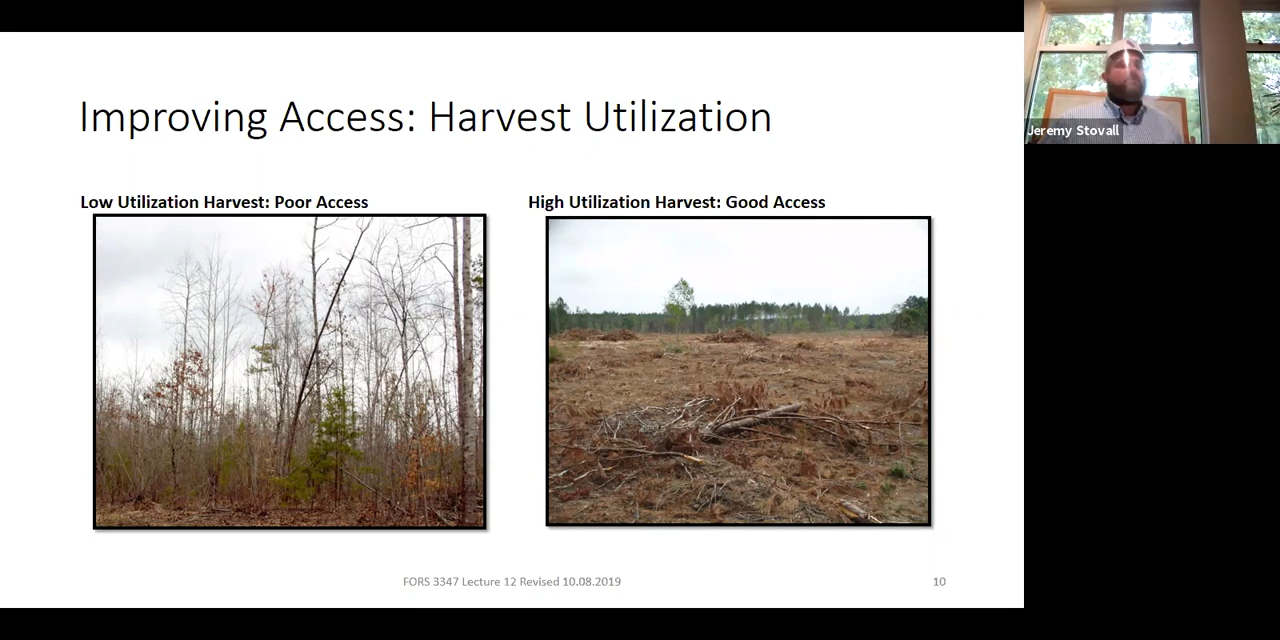 Improving Access: Harvest Utilization
Low Utilization Harvest: Poor Access
High Utilization Harvest: Good Access
FORS 3347 Lecture 12 Revised 10.08.2019
10
Jeremy Stovall